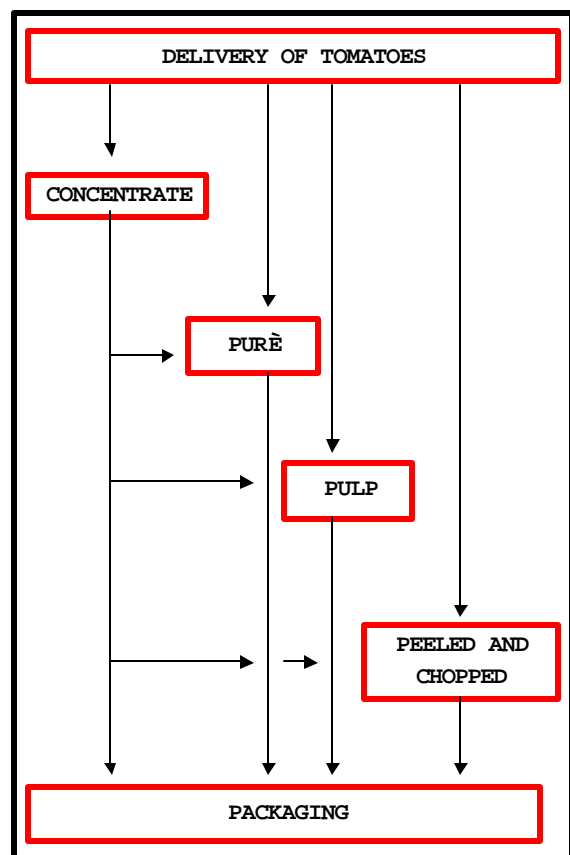 DELIVERY OF TOMATOES
CONCENTRATE
PURÈ
PULP
PEELED AND
CHOPPED
PACKAGING